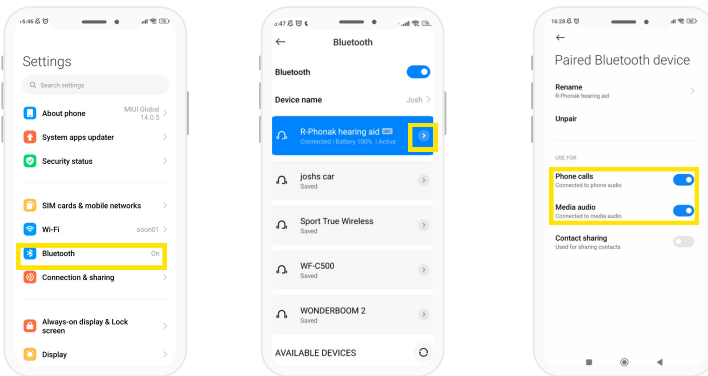 16:46
Settings
Search settings
About phone
MIUI Global
14.0.5
System apps updater
Security status
SIM cards & mobile networks
Wi-Fi
soon01
Bluetooth
On
Connection & sharing
Always-on display & Lock
screen
Display
:47
Bluetooth
Bluetooth
Device name
Josh
R-Phonak hearing aid
Connected | Battery 100% | Active
joshs car
Saved
Sport True Wireless
Saved
WF-C500
Saved
WONDERBOOM 2
Saved
AVAILABLE DEVICES
16:28
Paired Bluetooth device
Rename
R-Phonak hearing aid
Unpair
USE FOR
Phone calls
Connected to phone audio
Media audio
Connected to media audio
Contact sharing
Used for sharing contacts